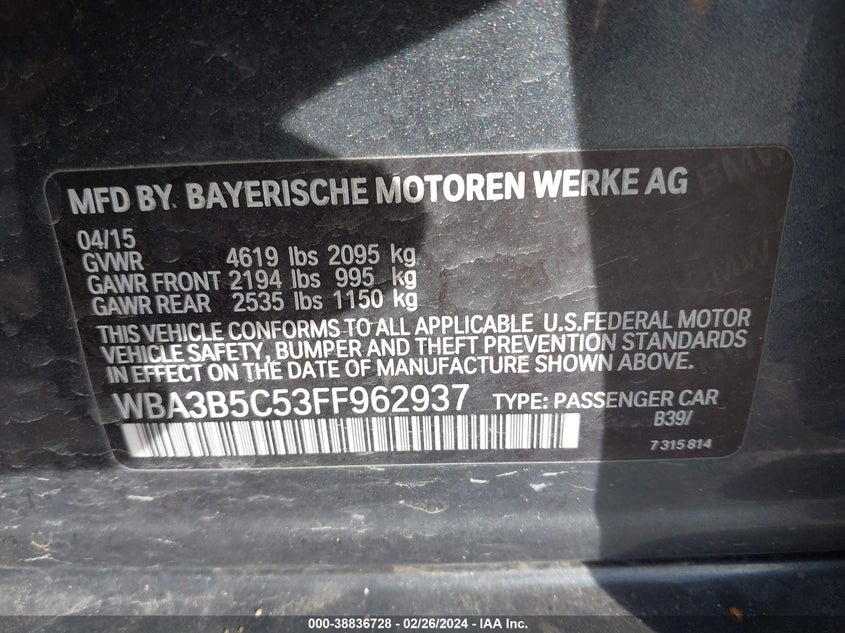 MFD BY. BAYERISCHE MOTOREN WERKE AG
04/15
GVWR 4619 lbs 2095 kg
GAWR FRONT 2194 lbs 995 kg
GAWR REAR 2535 lbs 1150 kg
THIS VEHICLE CONFORMS TO ALL APPLICABLE U.S.FEDERAL MOTOR
VEHICLE SAFETY, BUMPER AND THEFT PREVENTION STANDARDS
IN EFFECT ON THE DATE OF MANUFACTURE SHOWN ABOVE.
WBA3B5C53FF962937 TYPE: PASSENGER CAR
B39/
7 315 814
BMW
BMW
000-38836728 - 02/26/2024 - IAA Inc.